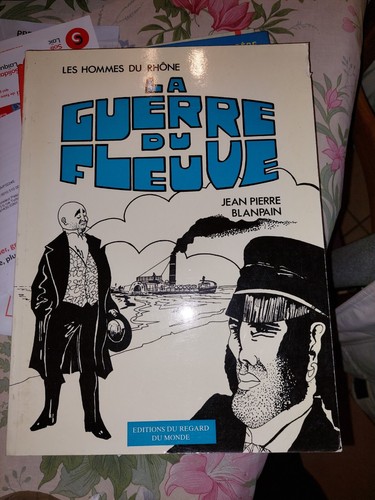 LES HOMMES DU RHÔNE
LA
GUERRE
DU
FLEUVE
JEAN PIERRE
BLANPAIN
EDITIONS DU REGARD
DU MONDE